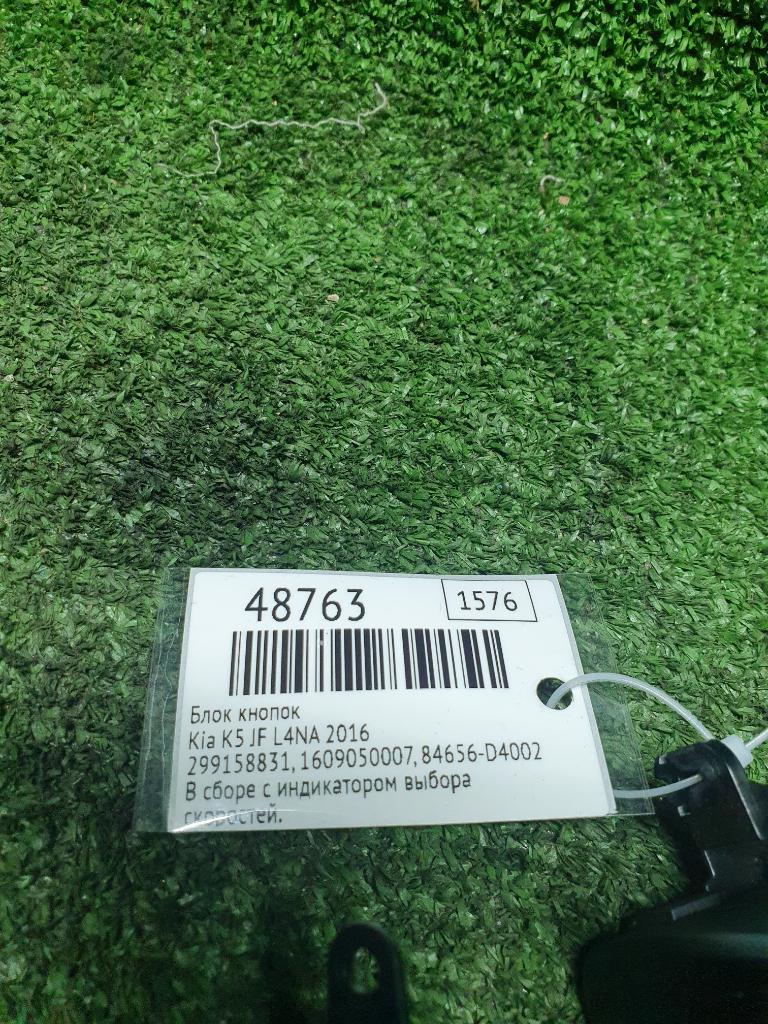 48763 1576
Блок кнопок
Kia K5 JF L4NA 2016
299158831, 1609050007, 84656-D4002
В сборе с индикатором выбора
скоростей.